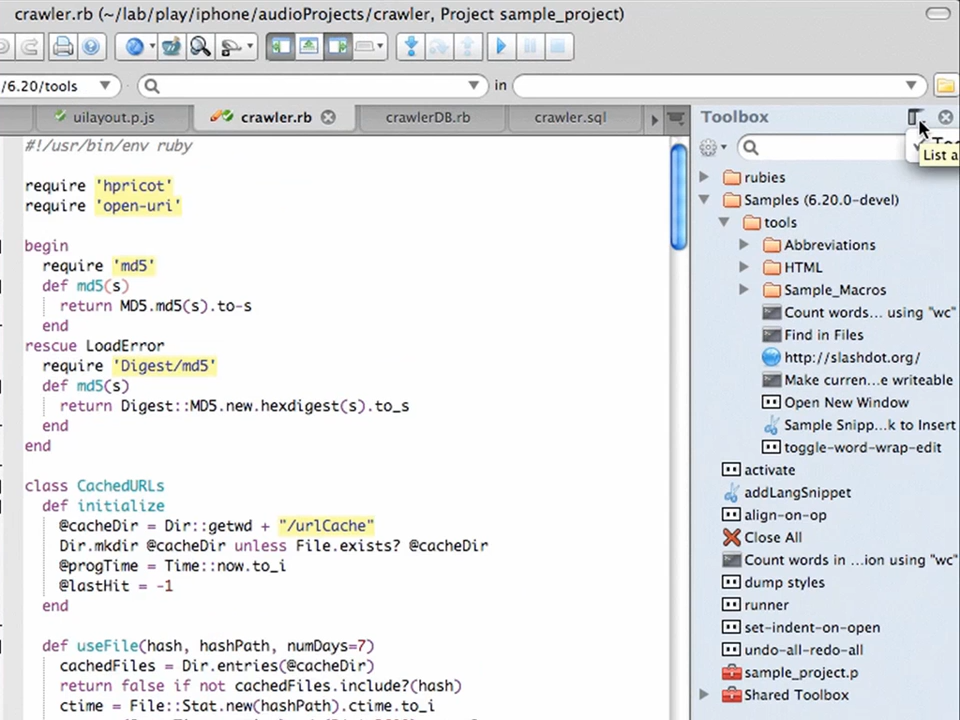 crawler.rb (~/lab/play/iphone/audioProjects/crawler, Project sample_project)
/6.20/tools
in
uilayout.p.js
crawler.rb
crawlerDB.rb
crawler.sql
#!/usr/bin/env ruby
require 'hpricot'
require 'open-uri'
begin
require 'md5'
def md5(s)
return MD5.md5(s).to-s
end
rescue LoadError
require 'Digest/md5'
def md5(s)
return Digest::MD5.new.hexdigest(s).to_s
end
end
class CachedURLs
def initialize
@cacheDir = Dir::getwd + "/urlCache"
Dir.mkdir @cacheDir unless File.exists? @cacheDir
@progTime = Time::now.to_i
@lastHit = -1
end
def useFile(hash, hashPath, numDays=7)
cachedFiles = Dir.entries(@cacheDir)
return false if not cachedFiles.include?(hash)
ctime = File::Stat.new(hashPath).ctime.to_i
Toolbox
List a
rubies
Samples (6.20.0-devel)
tools
Abbreviations
HTML
Sample_Macros
Count words... using "wc"
Find in Files
http://slashdot.org/
Make curren...e writeable
Open New Window
Sample Snipp...k to Insert
toggle-word-wrap-edit
activate
addLangSnippet
align-on-op
Close All
Count words in ...ion using "wc"
dump styles
runner
set-indent-on-open
undo-all-redo-all
sample_project.p
Shared Toolbox